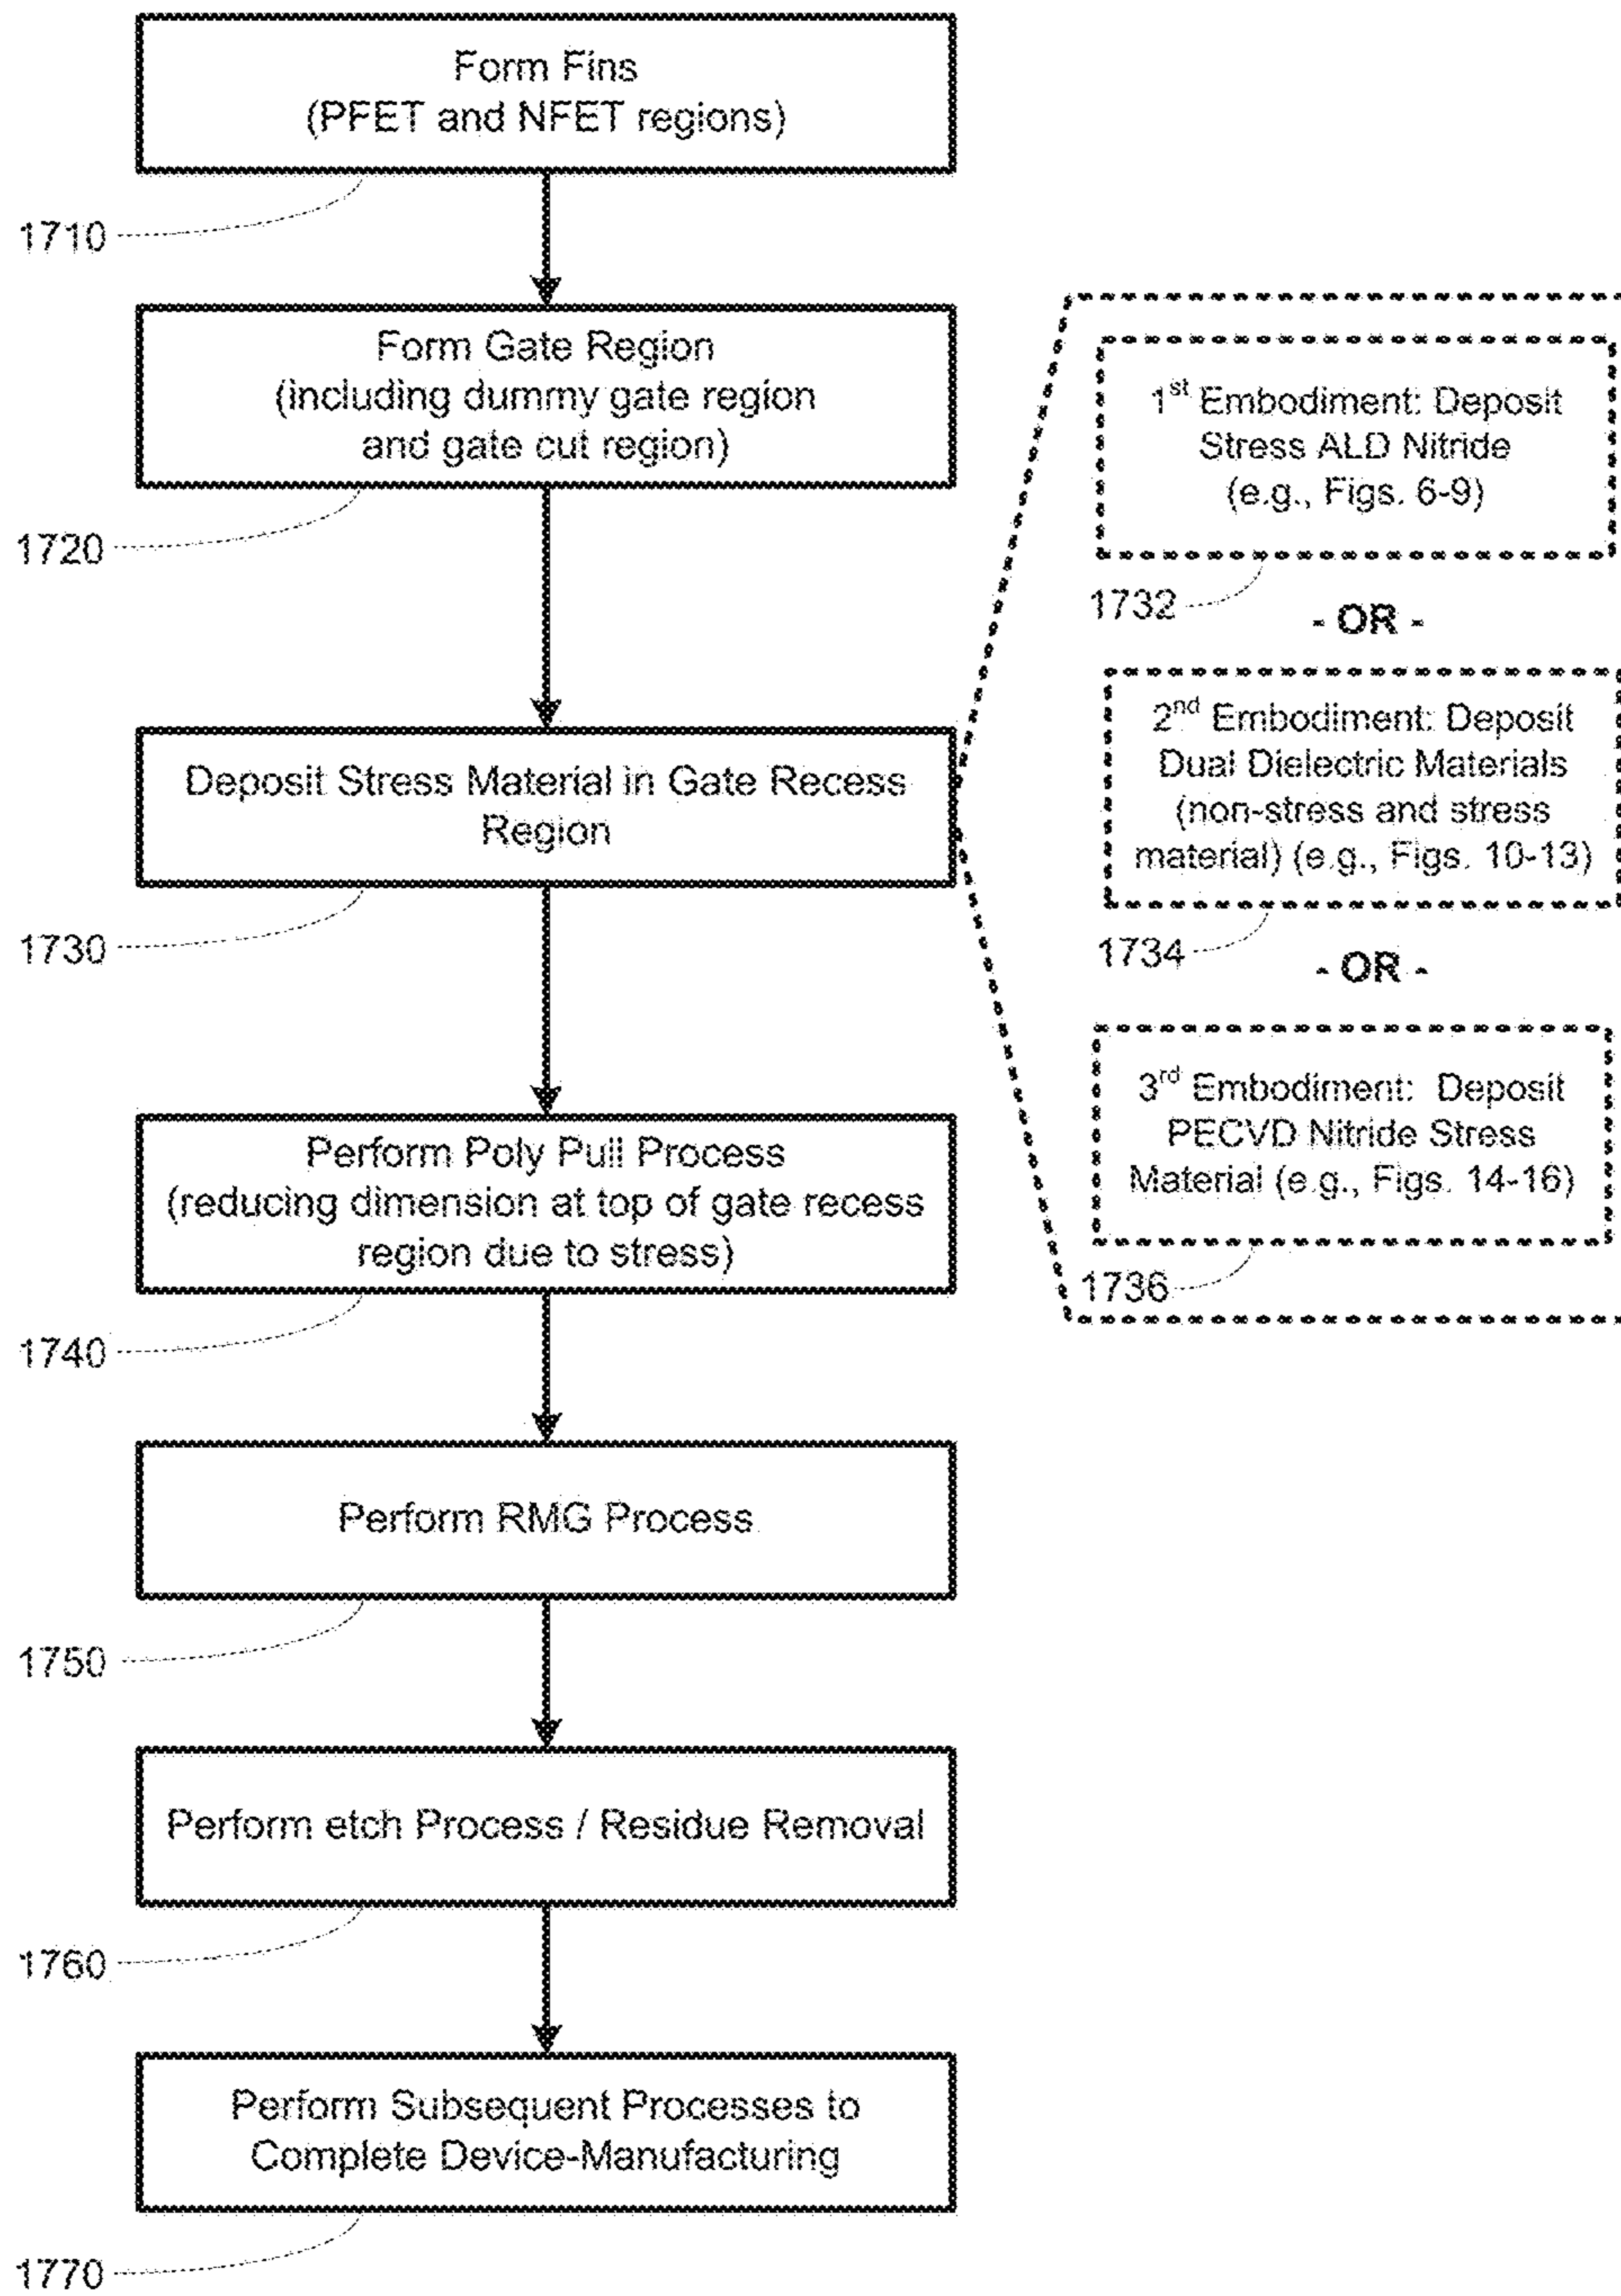 Form Fins
(PFET and NFET regions)
1710
Form Gate Region
(including dummy gate region
and gate cut region)
1720
Deposit Stress Material in Gate Recess
Region
1730
1st Embodiment: Deposit
Stress ALD Nitride
(e.g., Figs. 6-9)
1732
- OR -
2nd Embodiment: Deposit
Dual Dielectric Materials
(non-stress and stress
material) (e.g., Figs. 10-13)
1734
- OR -
3rd Embodiment: Deposit
PECVD Nitride Stress
Material (e.g., Figs. 14-16)
1736
Perform Poly Pull Process
(reducing dimension at top of gate recess
region due to stress)
1740
Perform RMG Process
1750
Perform etch Process / Residue Removal
1760
Perform Subsequent Processes to
Complete Device-Manufacturing
1770